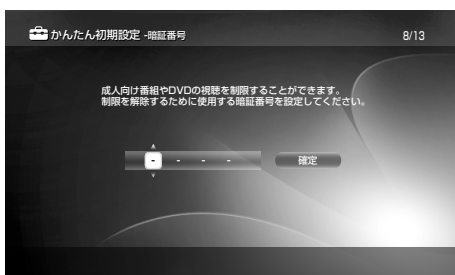 かんたん初期設定 -暗証番号
8/13
成人向け番組やDVDの視聴を制限することができます。
制限を解除するために使用する暗証番号を設定してください。
- - - -
確定